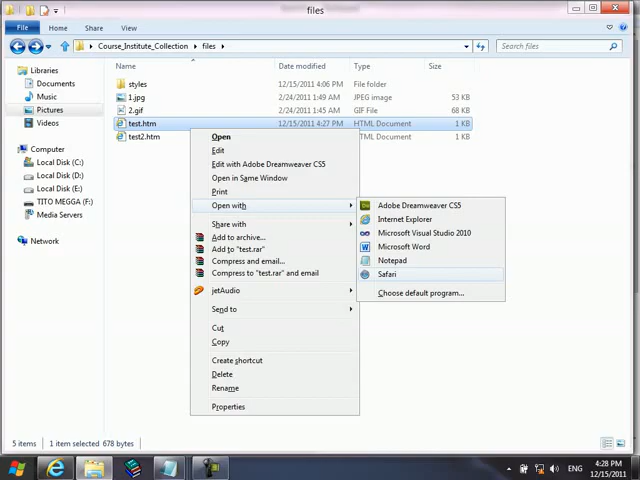 files
File Home Share View
Course_Institute_Collection files
Search files
Name Date modified Type Size
Libraries
Documents
Music
Pictures
Videos
Computer
Local Disk (C:)
Local Disk (D:)
Local Disk (E:)
TITO MEGGA (F:)
Media Servers
Network
styles 12/15/2011 4:06 PM File folder
1.jpg 2/24/2011 1:49 AM JPEG image 53 KB
2.gif 2/24/2011 1:45 AM GIF File 68 KB
test.htm 12/15/2011 4:27 PM HTML Document 1 KB
test2.htm HTML Document 1 KB
Open
Edit
Edit with Adobe Dreamweaver CS5
Open in Same Window
Print
Open with
Share with
Add to archive...
Add to "test.rar"
Compress and email...
Compress to "test.rar" and email
jetAudio
Send to
Cut
Copy
Create shortcut
Delete
Rename
Properties
Adobe Dreamweaver CS5
Internet Explorer
Microsoft Visual Studio 2010
Microsoft Word
Notepad
Safari
Choose default program...
5 items 1 item selected 678 bytes
ENG
4:28 PM
12/15/2011